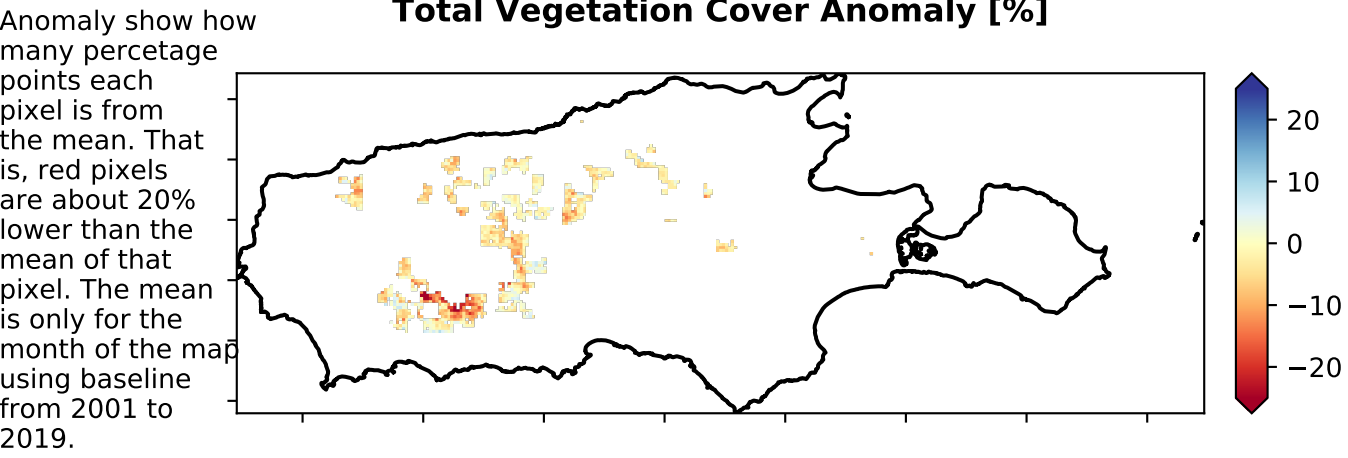 Total Vegetation Cover Anomaly [%]
Anomaly show how
many percetage
points each
pixel is from
the mean. That
is, red pixels
are about 20%
lower than the
mean of that
pixel. The mean
is only for the
month of the map
using baseline
from 2001 to
2019.
20
10
0
−10
−20